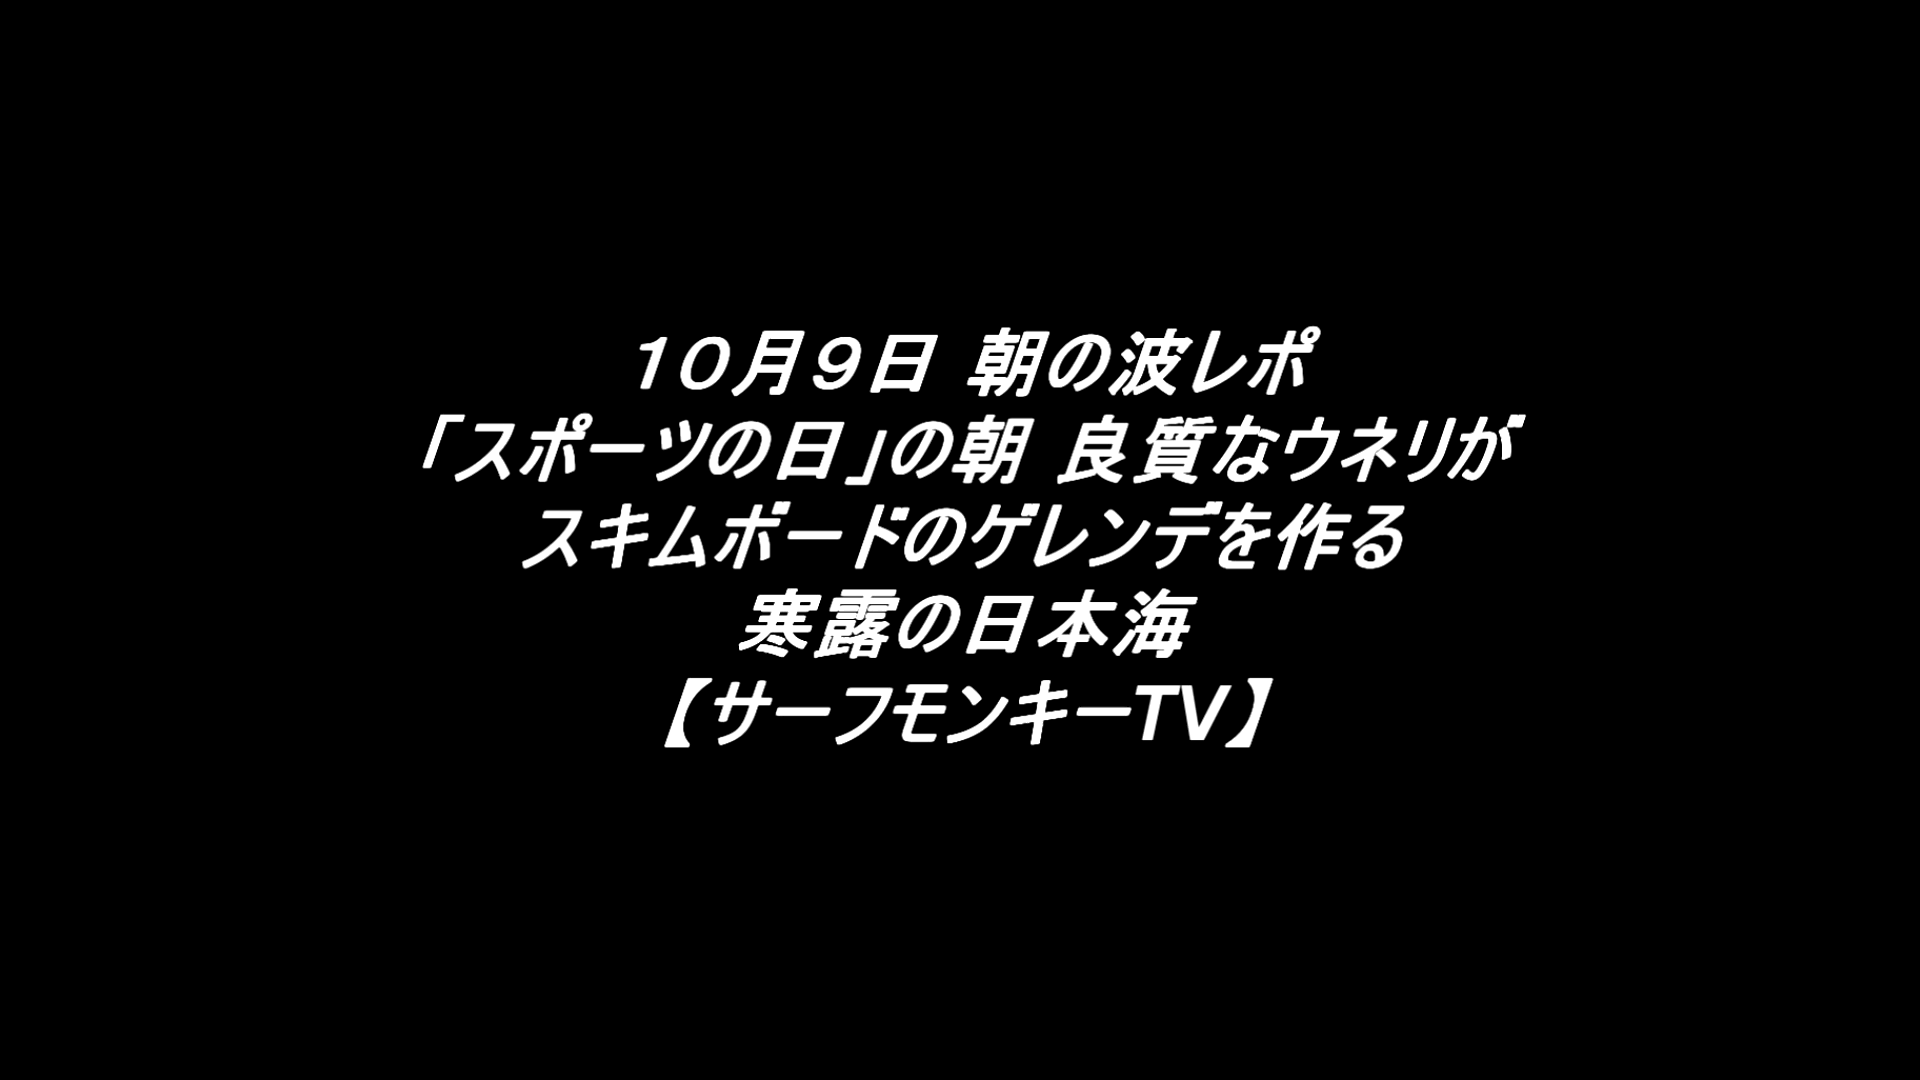 １０月９日 朝の波レポ
「スポーツの日」の朝 良質なウネリが
スキムボードのゲレンデを作る
寒露の日本海
【サーフモンキーTV】